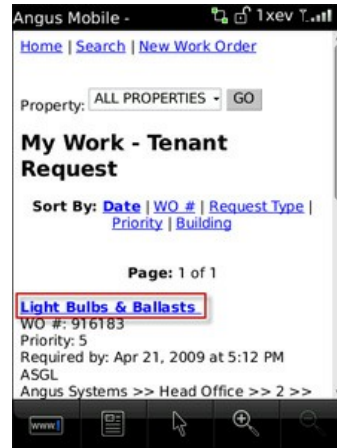 Angus Mobile - 1xev
Home | Search | New Work Order
Property: ALL PROPERTIES GO
My Work - Tenant
Request
Sort By: Date | WO # | Request Type |
Priority | Building
Page: 1 of 1
Light Bulbs & Ballasts
WO #: 916183
Priority: 5
Required by: Apr 21, 2009 at 5:12 PM
ASGL
Angus Systems >> Head Office >> 2 >>
www